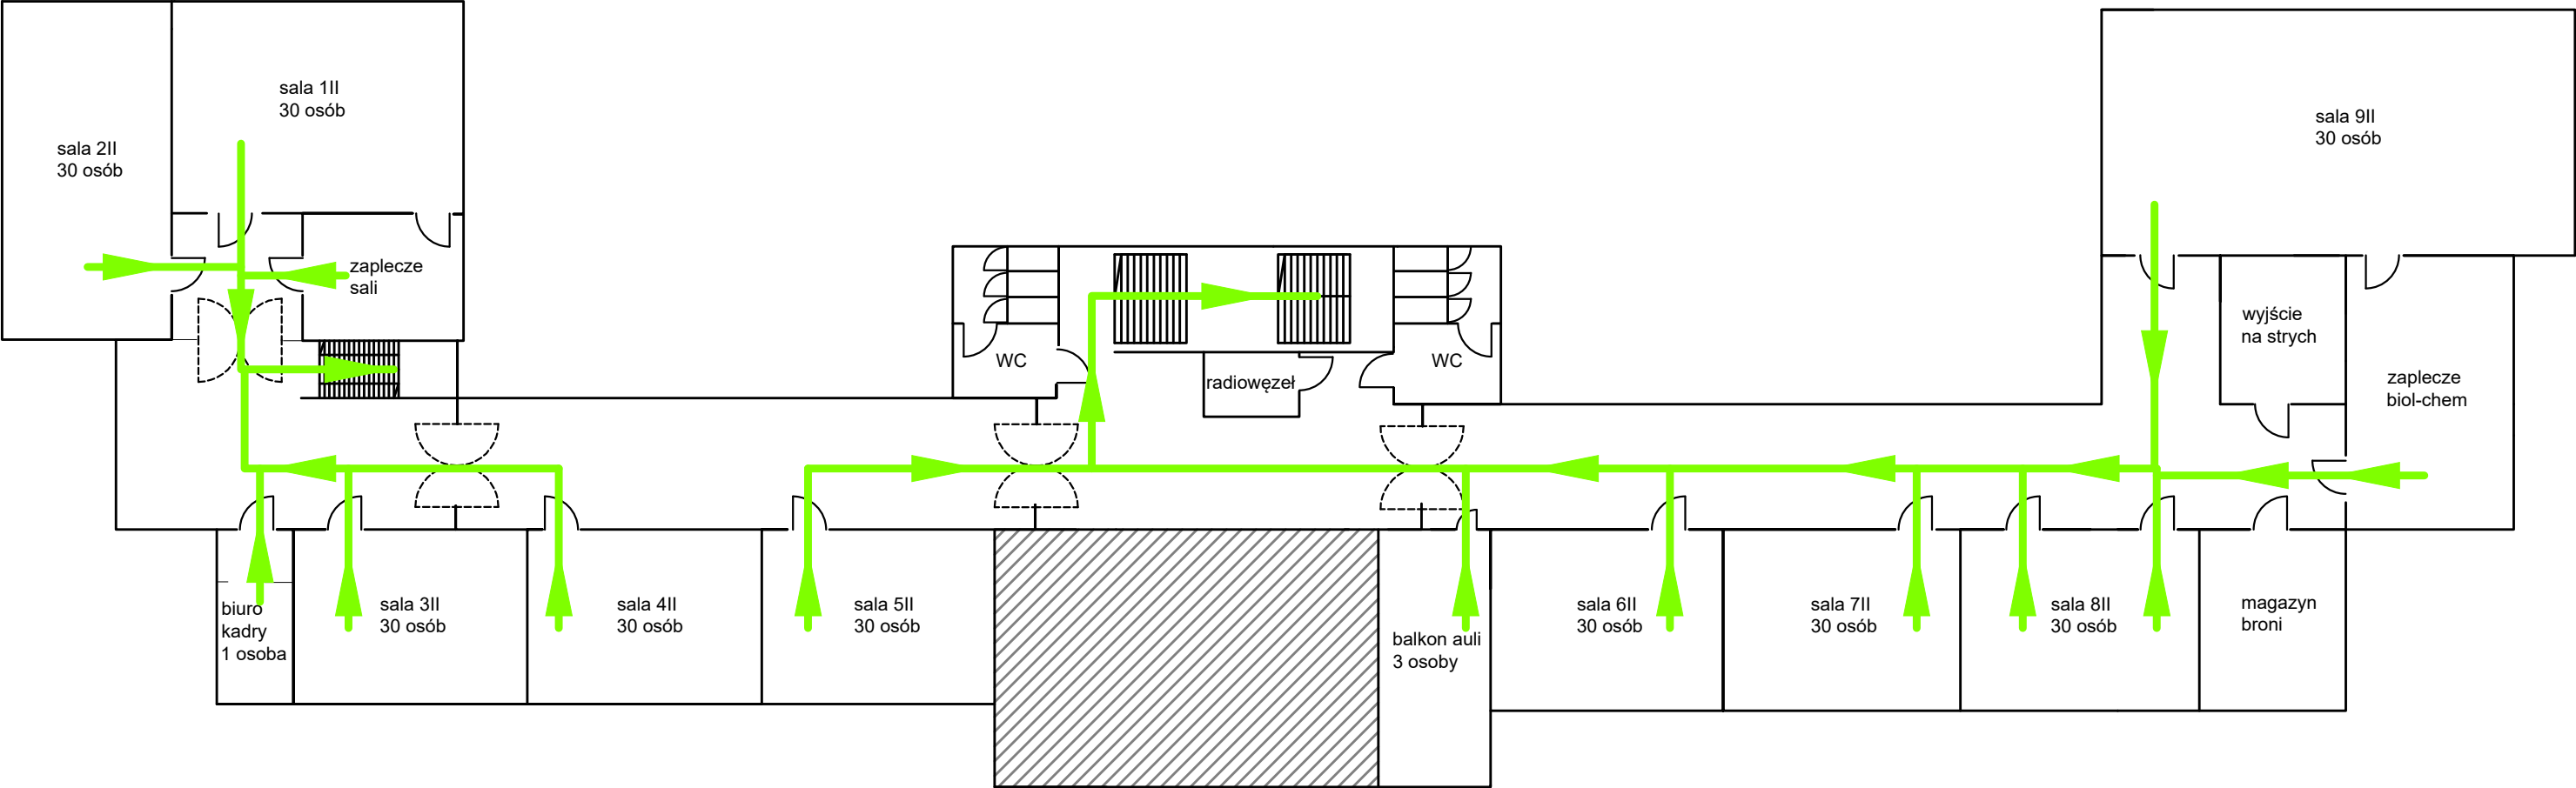 sala 1II
30 osób
sala 2II
30 osób
zaplecze
sali
sala 9II
30 osób
wyjście
na strych
zaplecze
biol-chem
WC
radiowęzeł
WC
biuro
kadry
1 osoba
sala 3II
30 osób
sala 4II
30 osób
sala 5II
30 osób
balkon auli
3 osoby
sala 6II
30 osób
sala 7II
30 osób
sala 8II
30 osób
magazyn
broni